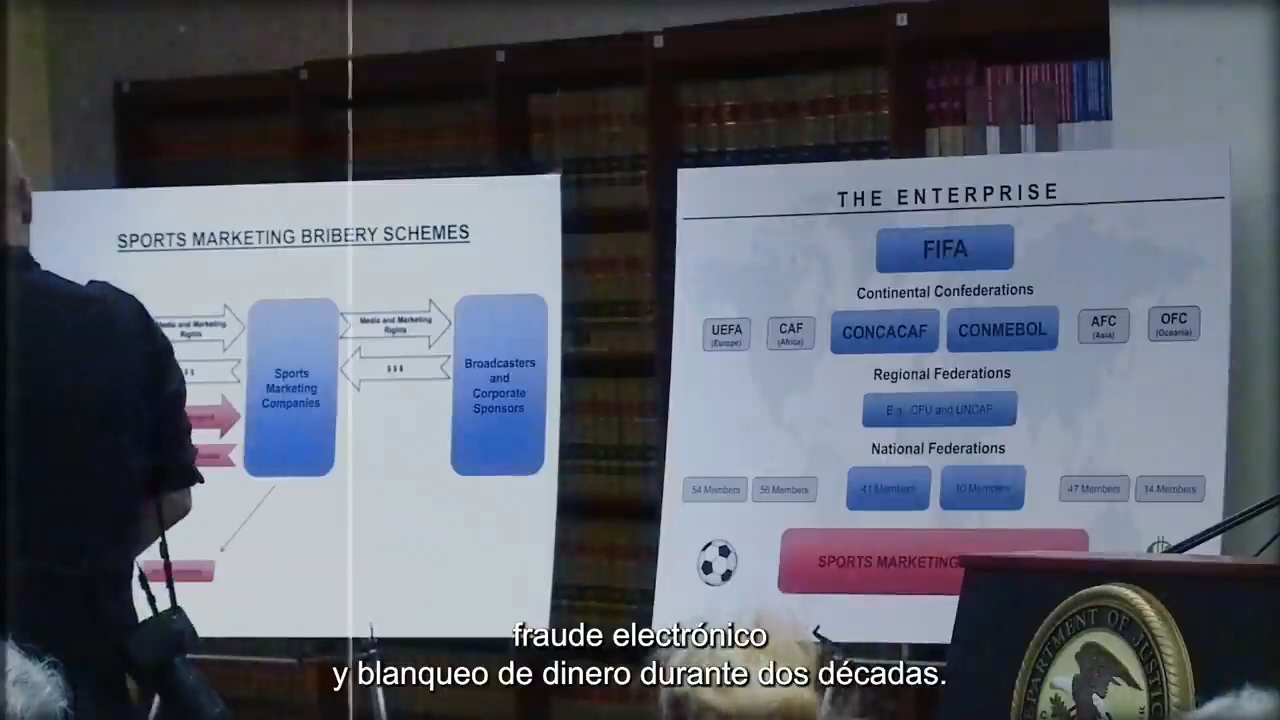 SPORTS MARKETING BRIBERY SCHEMES
Media and Marketing
Rights
Media and Marketing
Rights
$ $
$ $ $
Sports
Marketing
Companies
Broadcasters
and
Corporate
Sponsors
THE ENTERPRISE
FIFA
Continental Confederations
UEFA
(Europe)
CAF
(Africa)
CONCACAF
CONMEBOL
AFC
(Asia)
OFC
(Oceania)
Regional Federations
E.g. CFU and UNCAF
National Federations
54 Members
56 Members
41 Members
10 Members
47 Members
14 Members
SPORTS MARKETING
DEPARTMENT OF JUSTICE
fraude electrónico
y blanqueo de dinero durante dos décadas.